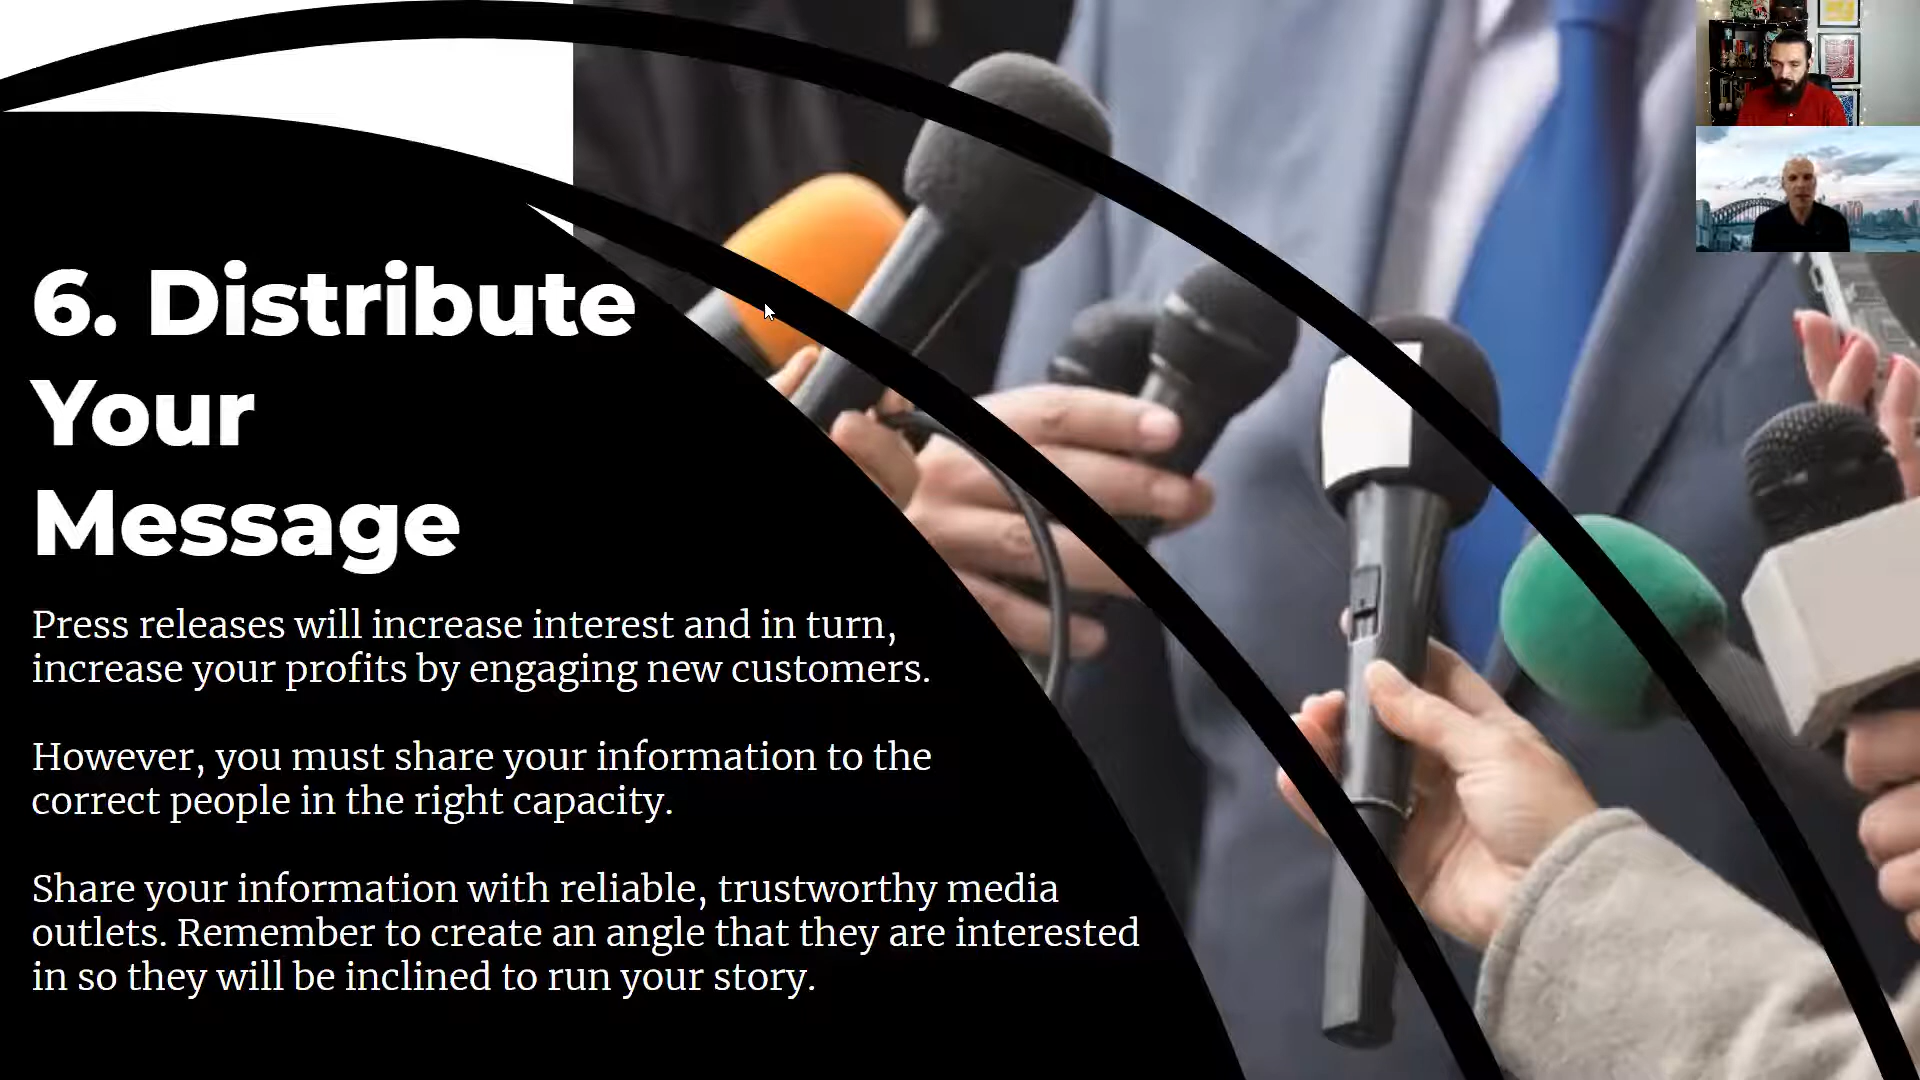 6. Distribute
Your
Message
Press releases will increase interest and in turn,
increase your profits by engaging new customers.
However, you must share your information to the
correct people in the right capacity.
Share your information with reliable, trustworthy media
outlets. Remember to create an angle that they are interested
in so they will be inclined to run your story.